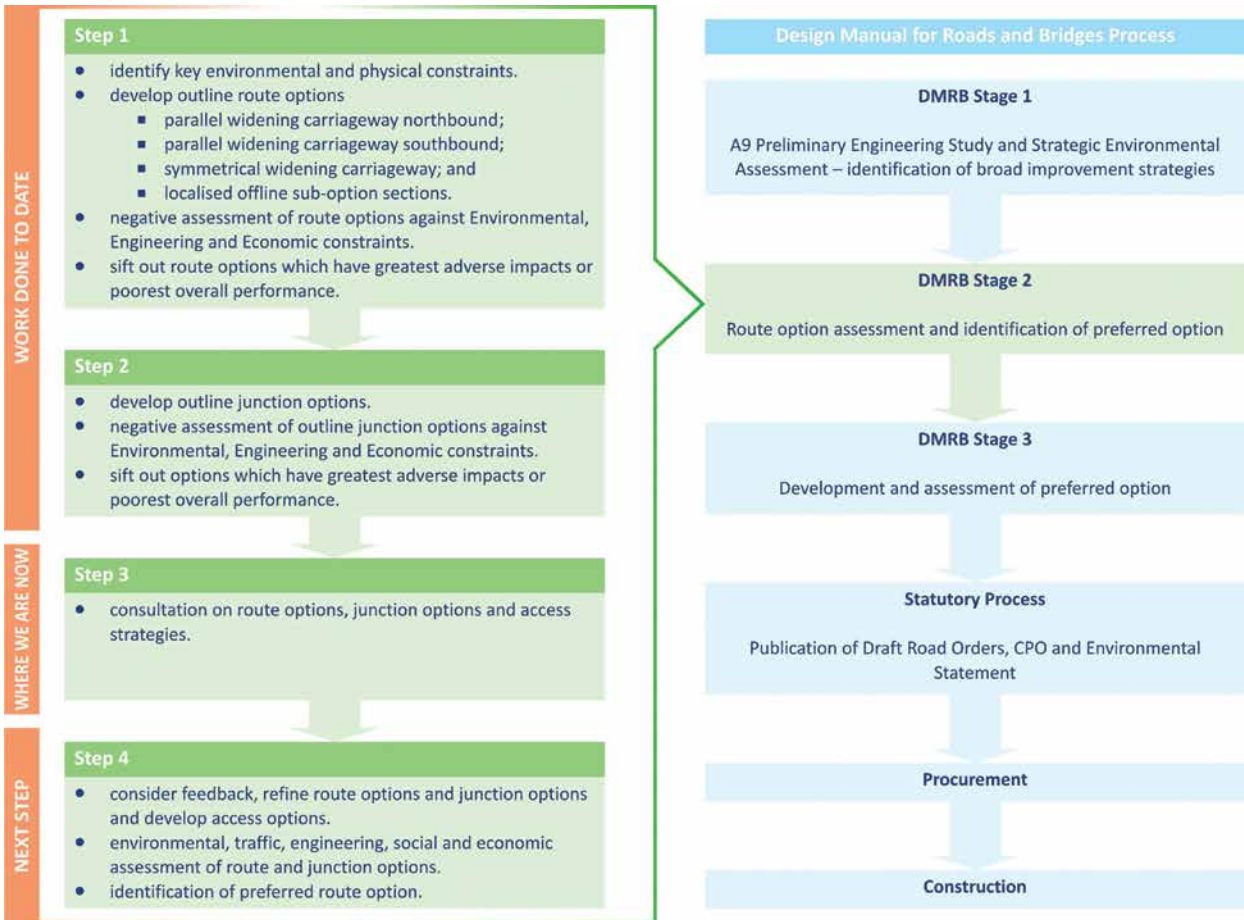 WORK DONE TO DATE
Step 1
• identify key environmental and physical constraints.
• develop outline route options
▪ parallel widening carriageway northbound;
▪ parallel widening carriageway southbound;
▪ symmetrical widening carriageway; and
▪ localised offline sub-option sections.
• negative assessment of route options against Environmental,
Engineering and Economic constraints.
• sift out route options which have greatest adverse impacts or
poorest overall performance.
Step 2
• develop outline junction options.
• negative assessment of outline junction options against
Environmental, Engineering and Economic constraints.
• sift out options which have greatest adverse impacts or
poorest overall performance.
WHERE WE ARE NOW
Step 3
• consultation on route options, junction options and access
strategies.
NEXT STEP
Step 4
• consider feedback, refine route options and junction options
and develop access options.
• environmental, traffic, engineering, social and economic
assessment of route and junction options.
• identification of preferred route option.
Design Manual for Roads and Bridges Process
DMRB Stage 1
A9 Preliminary Engineering Study and Strategic Environmental
Assessment – identification of broad improvement strategies
DMRB Stage 2
Route option assessment and identification of preferred option
DMRB Stage 3
Development and assessment of preferred option
Statutory Process
Publication of Draft Road Orders, CPO and Environmental
Statement
Procurement
Construction